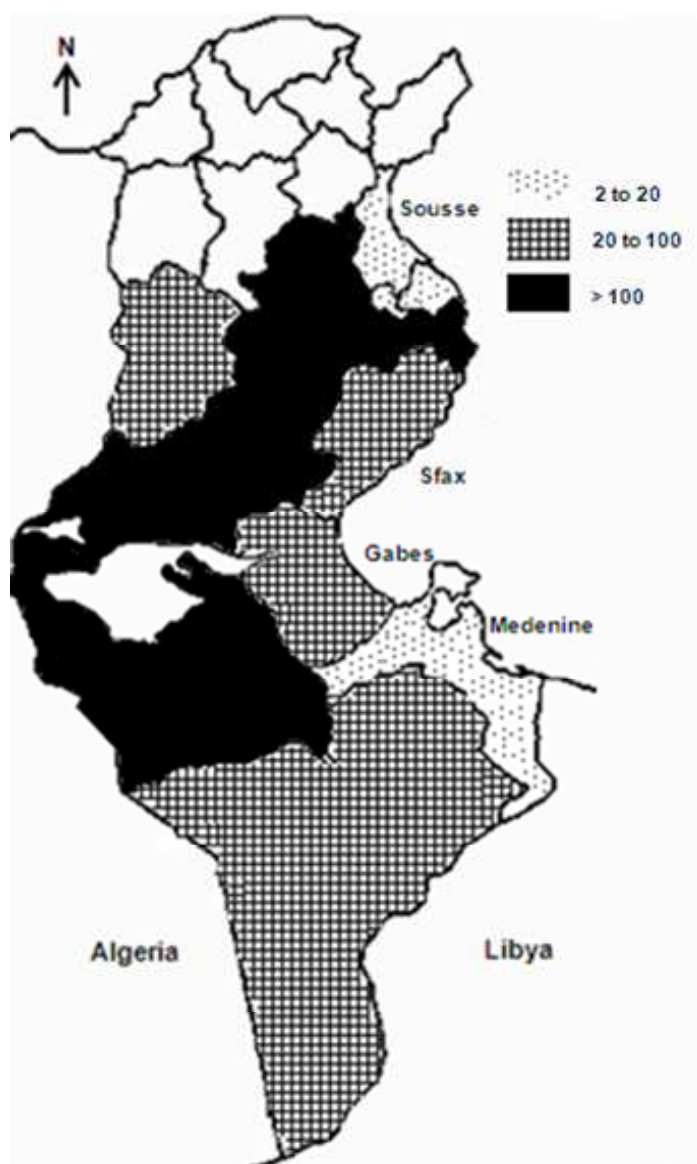 N
Sousse
2 to 20
20 to 100
> 100
Sfax
Gabes
Medenine
Algeria
Libya